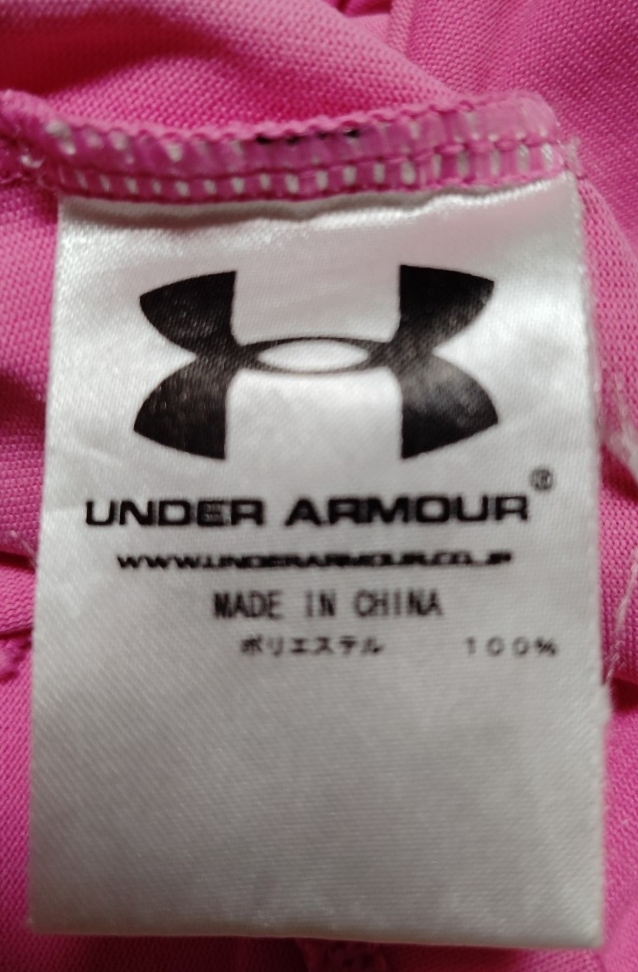 UNDER ARMOUR®
WWW.UNDERARMOUR.CO.JP
MADE IN CHINA
ポリエステル 100%